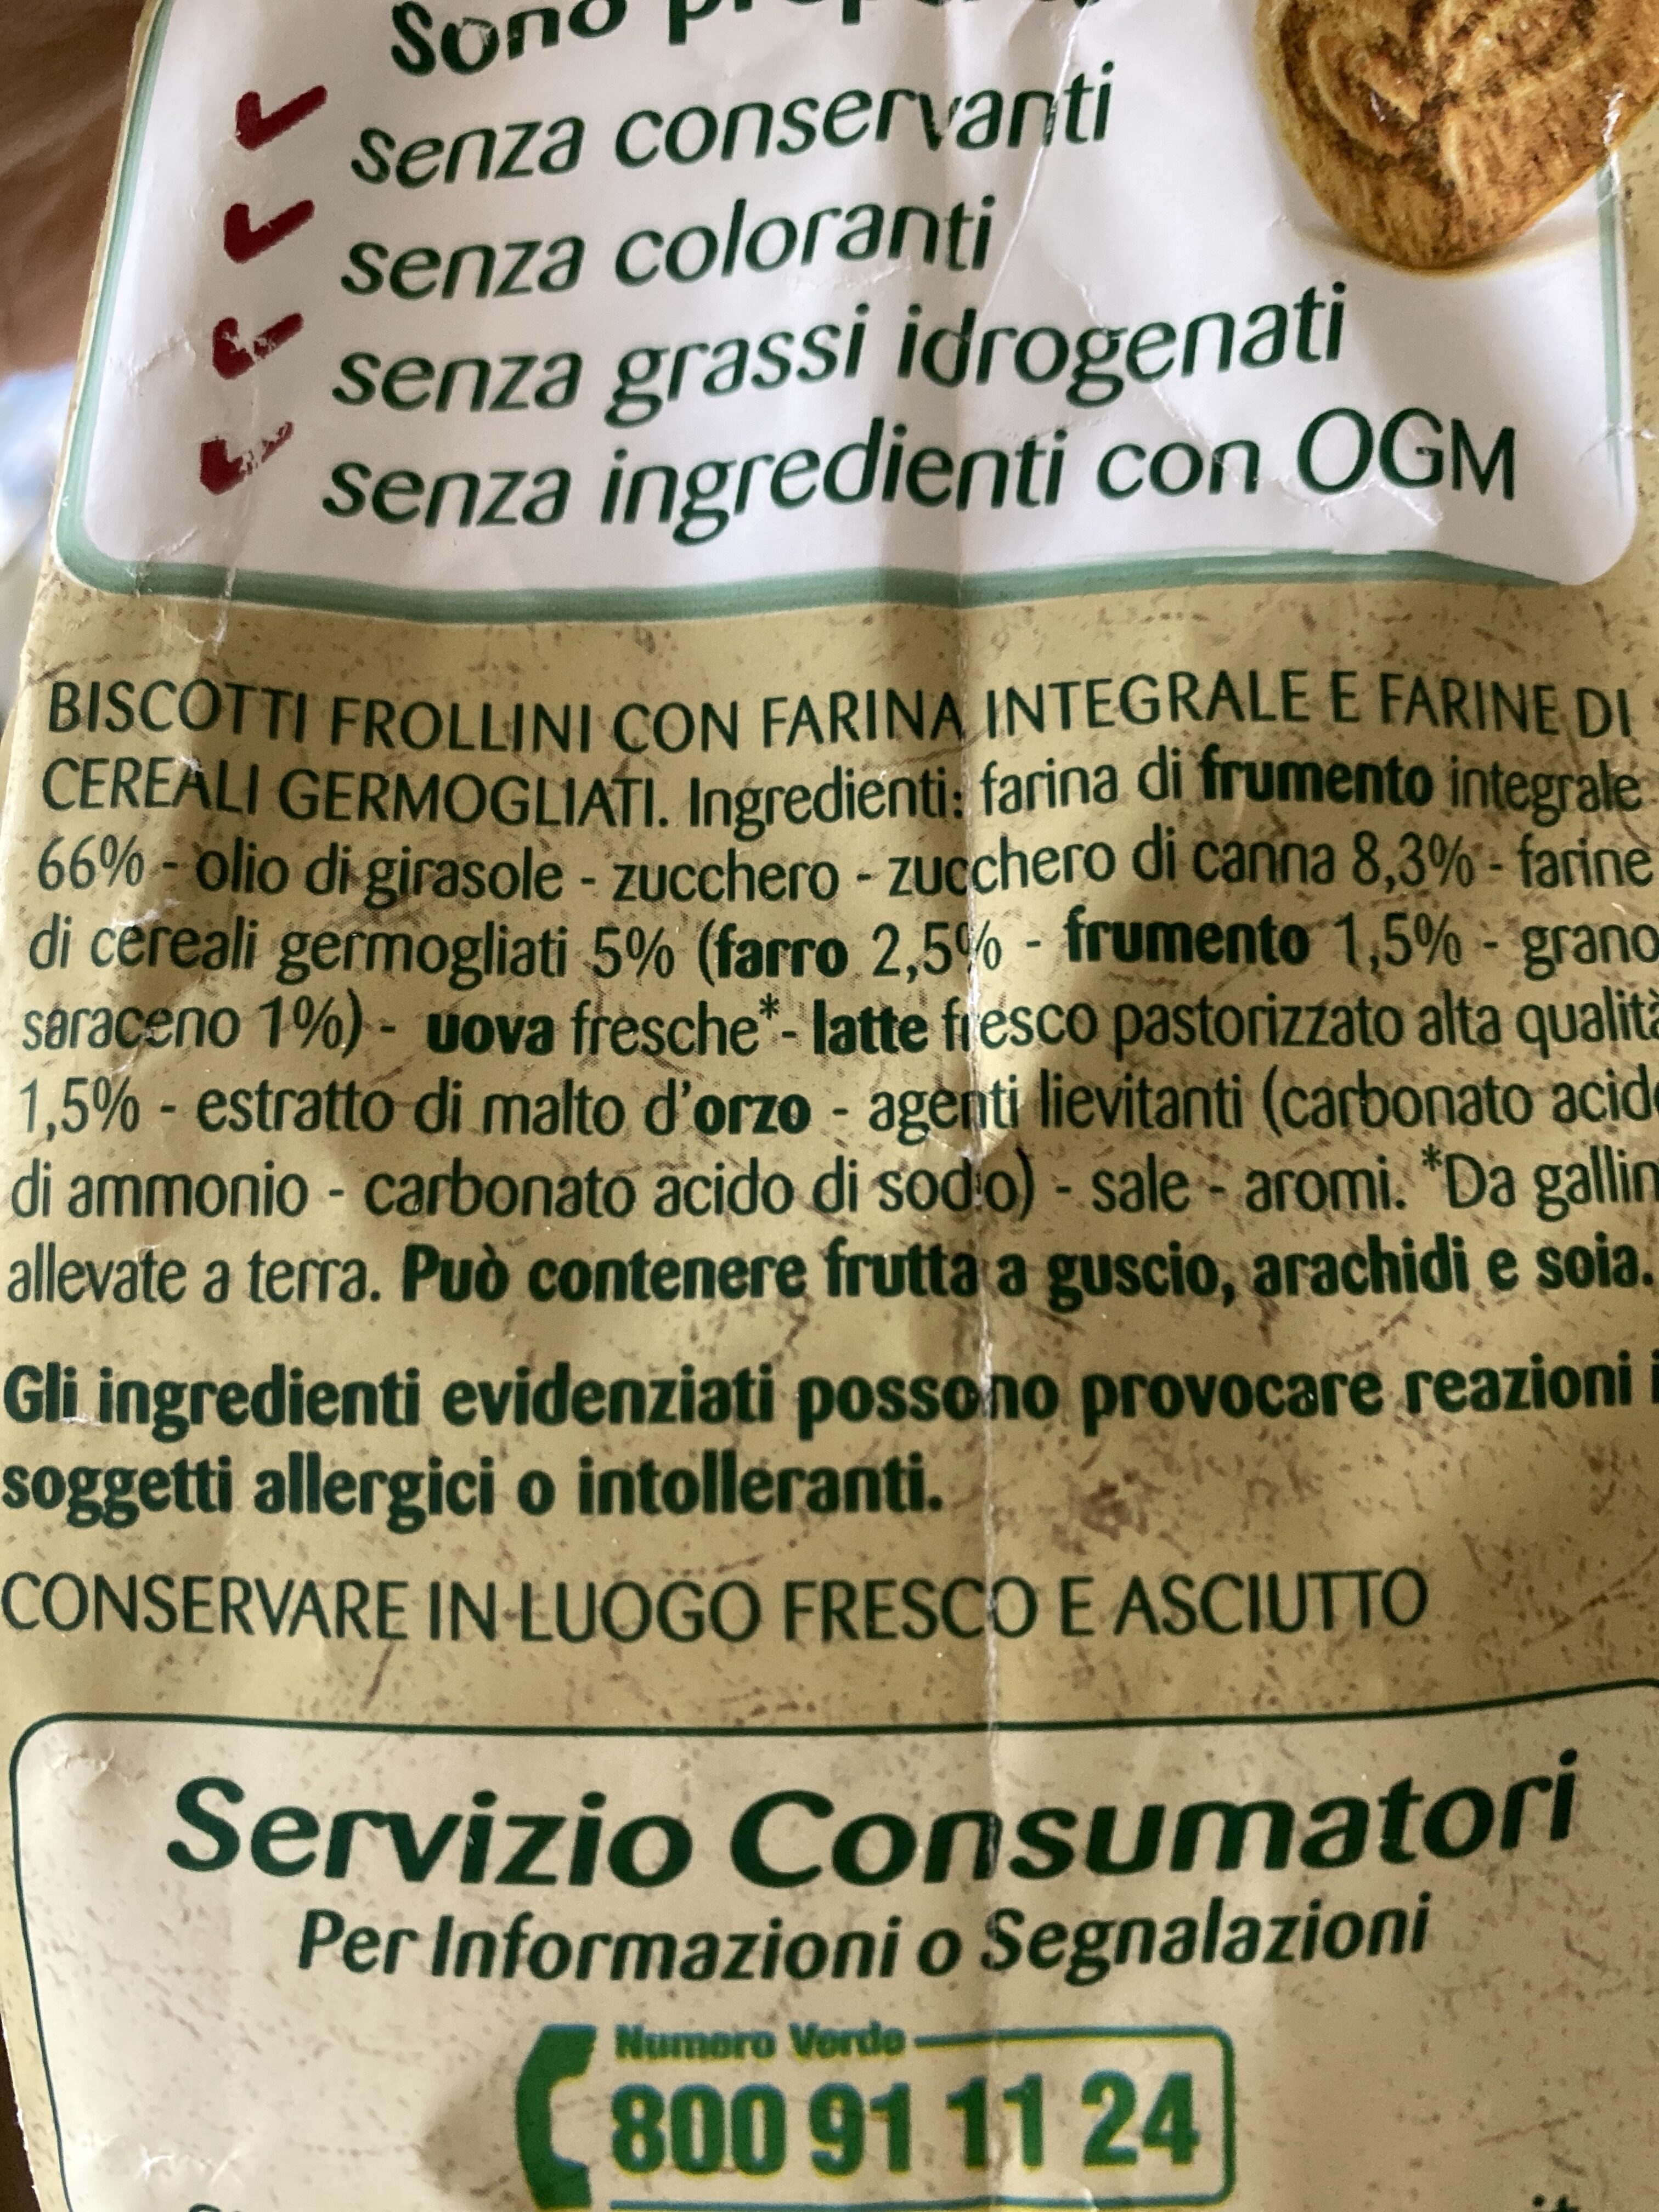 Sono
senza conservanti
senza coloranti
senza grassi idrogenati
senza ingredienti con OGM
BISCOTTI FROLLINI CON FARINA INTEGRALE E FARINE DI
CEREALI GERMOGLIATI. Ingredienti: farina di frumento integrale
66% - olio di girasole - zucchero - zucchero di canna 8,3% - farine
di cereali germogliati 5% (farro 2,5% - frumento 1,5% - grano
saraceno 1%) - uova fresche*- latte fresco pastorizzato alta qualità
1,5% - estratto di malto d'orzo - agenti lievitanti (carbonato acido
di ammonio - carbonato acido di sodio) - sale - aromi. *Da gallin
allevate a terra. Può contenere frutta a guscio, arachidi e soia.
Gli ingredienti evidenziati possono provocare reazioni i
soggetti allergici o intolleranti.
CONSERVARE IN LUOGO FRESCO E ASCIUTTO
Servizio Consumatori
Per Informazioni o Segnalazioni
Numero Verde
800 91 11 24